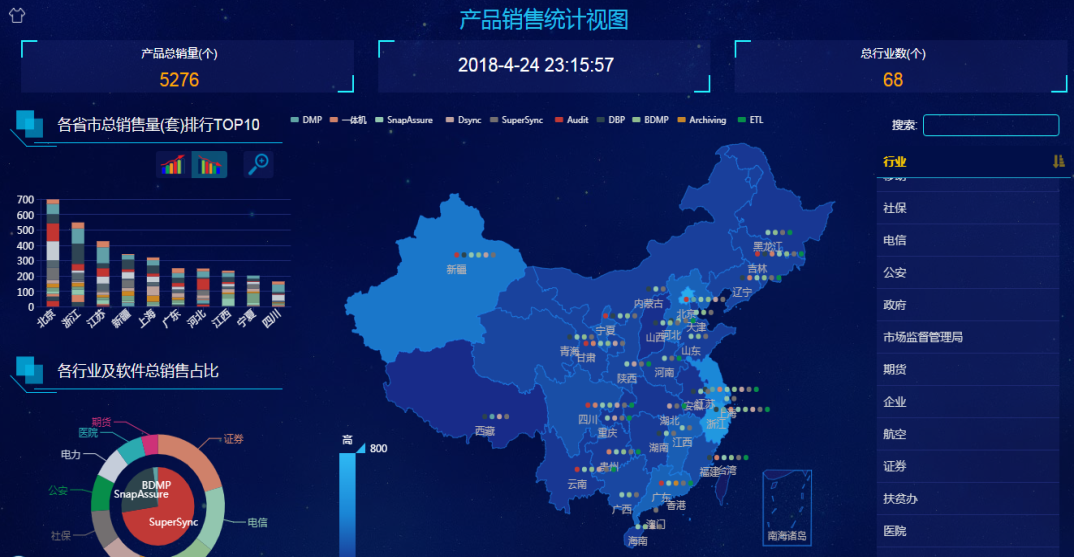 产品销售统计视图
产品总销量(个)
5276
2018-4-24 23:15:57
总行业数(个)
68
各省市总销售量(套)排行TOP10
700
600
500
400
300
200
100
0
北京 浙江 江苏 新疆 上海 广东 河北 江西 宁夏 四川
各行业及软件总销售占比
期货
医院
证券
电力
公安
社保
电信
BDMP
SnapAssure
SuperSync
DMP 一体机 SnapAssure Dsync SuperSync Audit DBP BDMP Archiving ETL
黑龙江
吉林
新疆
辽宁
内蒙古
北京
天津
宁夏
山西
河北
青海
甘肃
山东
陕西
河南
江苏
安徽
上海
四川
湖北
浙江
西藏
重庆
湖南
江西
贵州
福建
台湾
云南
广东
广西
香港
澳门
海南
南海诸岛
高
800
搜索:
行业
社保
电信
公安
政府
市场监督管理局
期货
企业
航空
证券
扶贫办
医院